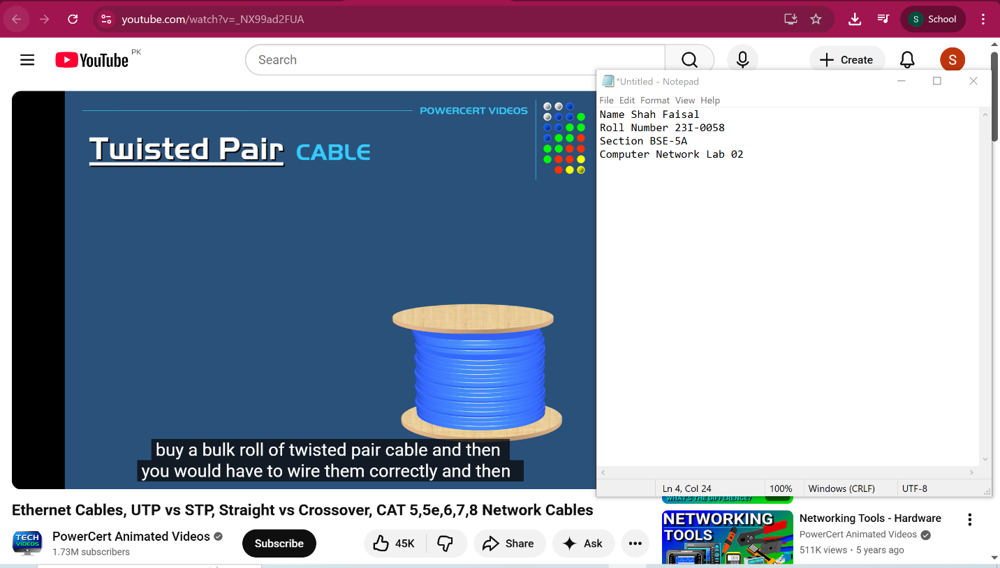 youtube.com/watch?v=_NX99ad2FUA
S School
YouTube PK
Search
Create
S
*Untitled - Notepad
File Edit Format View Help
Name Shah Faisal
Roll Number 23I-0058
Section BSE-5A
Computer Network Lab 02
Ln 4, Col 24 100% Windows (CRLF) UTF-8
POWERCERT VIDEOS
Twisted Pair CABLE
buy a bulk roll of twisted pair cable and then
you would have to wire them correctly and then
Ethernet Cables, UTP vs STP, Straight vs Crossover, CAT 5,5e,6,7,8 Network Cables
TECH
VIDEOS
PowerCert Animated Videos
1.73M subscribers
Subscribe
45K
Share
Ask
WHAT'S THE DIFFERENCE?
NETWORKING
TOOLS
Networking Tools - Hardware
PowerCert Animated Videos
511K views • 5 years ago